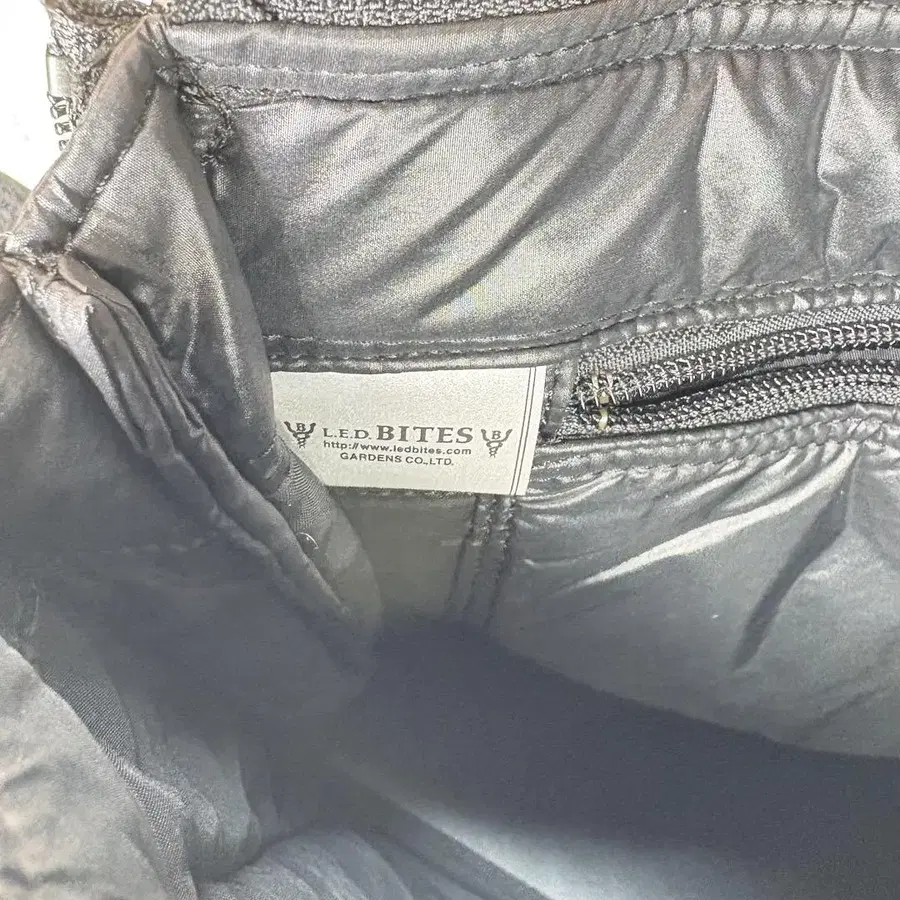 B L.E.D. BITES B
http://www.ledbites.com
GARDENS CO.,LTD.